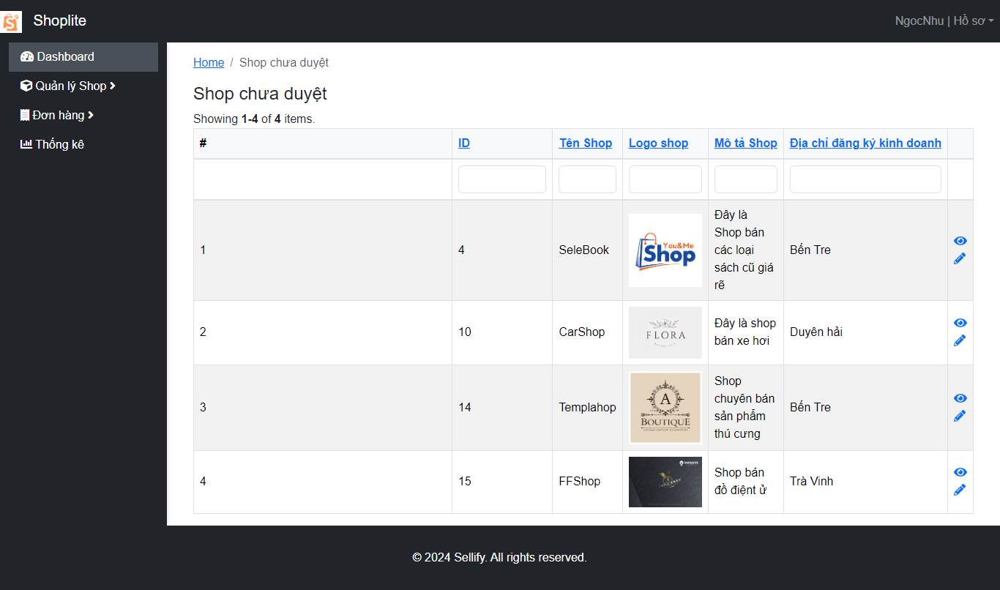 Shoplite
NgocNhu | Hồ sơ
Dashboard
Quản lý Shop
Đơn hàng
Thống kê
Home / Shop chưa duyệt
Shop chưa duyệt
Showing 1-4 of 4 items.
# ID Tên Shop Logo shop Mô tả Shop Địa chỉ đăng ký kinh doanh
1 4 SeleBook
You&Me
Shop
Đây là
Shop bán
các loại
sách cũ giá
rẽ
Bến Tre
2 10 CarShop
FLORA
Đây là shop
bán xe hơi
Duyên hải
3 14 Templahop
A
BOUTIQUE
Shop
chuyên bán
sản phẩm
thú cưng
Bến Tre
4 15 FFShop
Shop bán
đồ điệnt ử
Trà Vinh
© 2024 Sellify. All rights reserved.